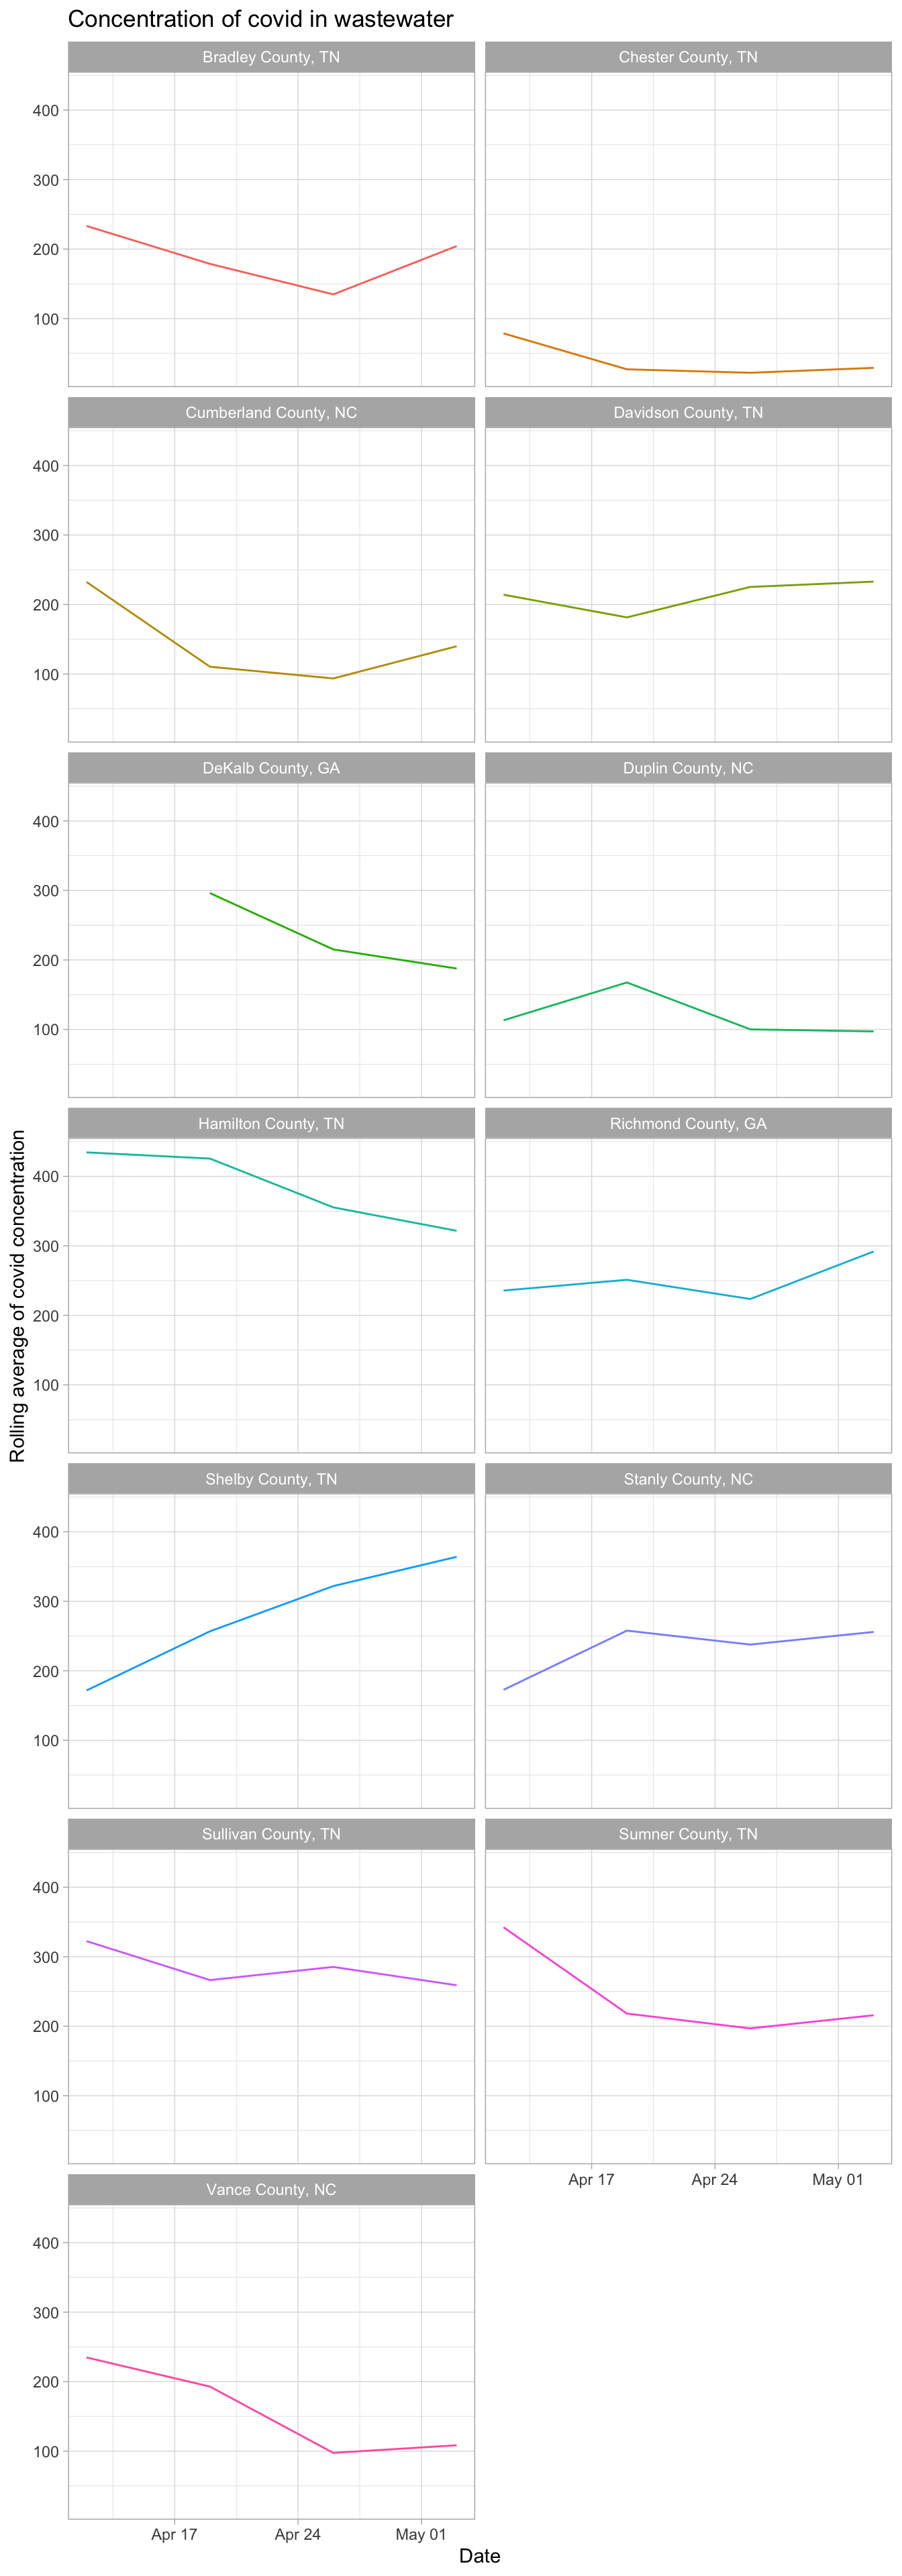 Concentration of covid in wastewater
Bradley County, TN
Chester County, TN
400
300
200
100
Cumberland County, NC
Davidson County, TN
400
300
200
100
DeKalb County, GA
Duplin County, NC
400
300
200
100
Hamilton County, TN
Richmond County, GA
400
300
200
100
Rolling average of covid concentration
Shelby County, TN
Stanly County, NC
400
300
200
100
Sullivan County, TN
Sumner County, TN
400
300
200
100
Apr 17 Apr 24 May 01
Vance County, NC
400
300
200
100
Apr 17 Apr 24 May 01
Date